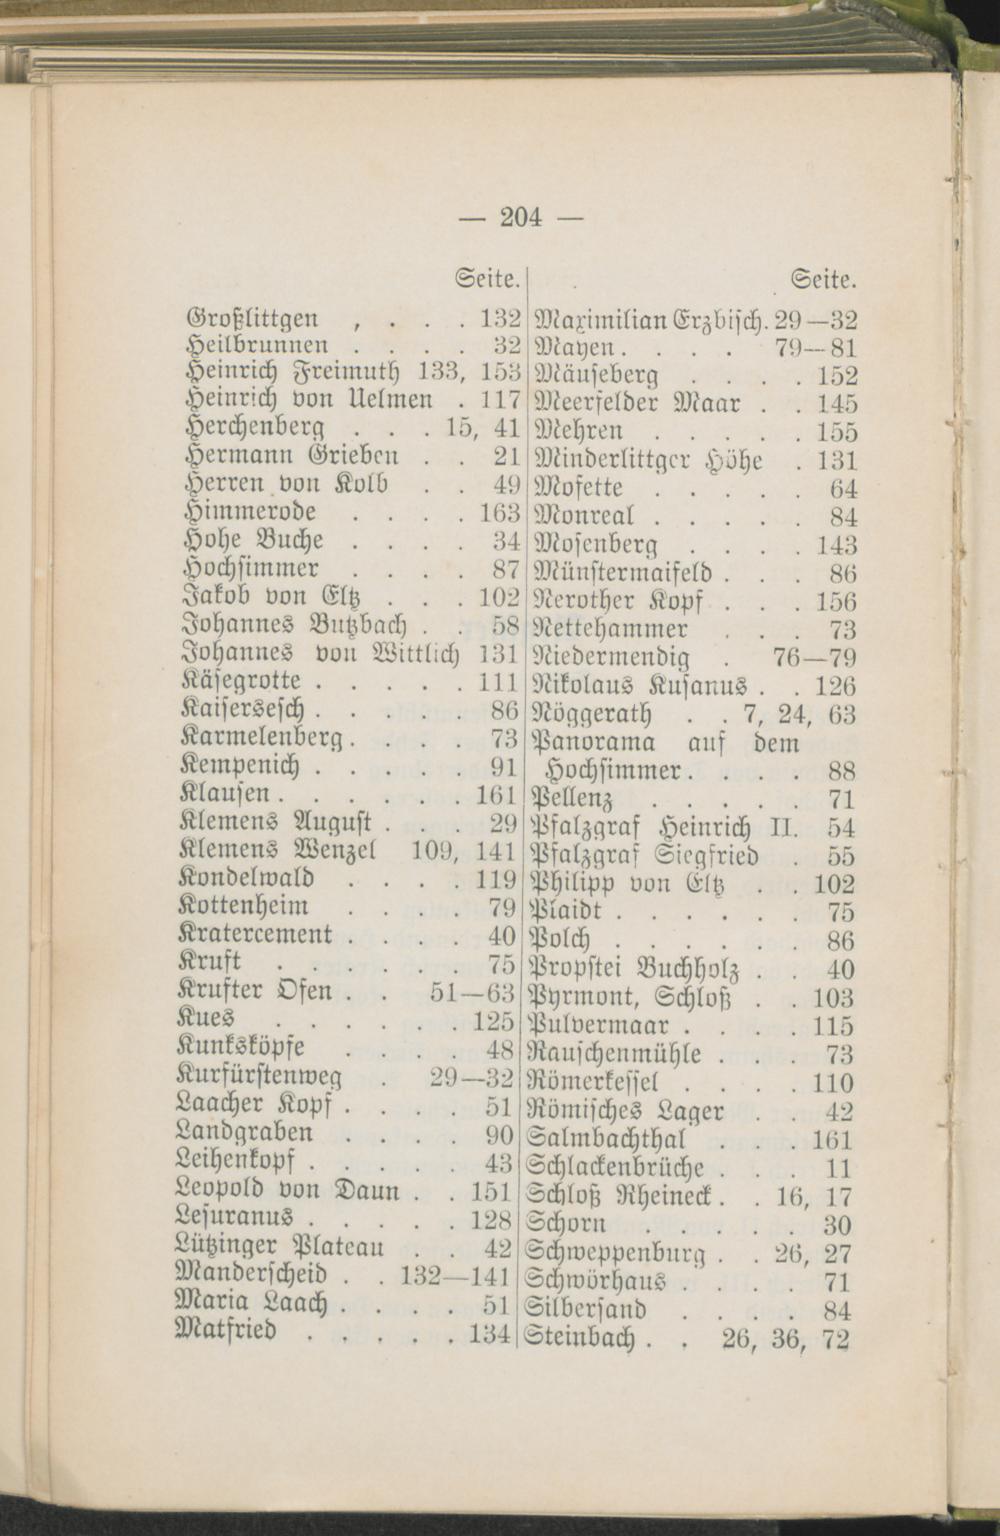 — 204 —
Seite.
Großlittgen , . . . 132
Heilbrunnen . . . . 32
Heinrich Freimuth 133, 153
Heinrich von Uelmen . 117
Herchenberg . . . 15, 41
Hermann Grieben . . 21
Herren von Kolb . . 49
Himmerode . . . . 163
Hohe Buche . . . . 34
Hochsimmer . . . . 87
Jakob von Eltz . . . 102
Johannes Butzbach . . 58
Johannes von Wittlich 131
Käsegrotte . . . . . 111
Kaisersesch . . . . . 86
Karmelenberg . . . . 73
Kempenich . . . . . 91
Klausen . . . . . . 161
Klemens August . . . 29
Klemens Wenzel 109, 141
Kondelwald . . . . 119
Kottenheim . . . . 79
Kratercement . . . . 40
Kruft . . . . . . 75
Krufter Ofen . . 51—63
Kues . . . . . . 125
Kunksköpfe . . . . 48
Kurfürstenweg . 29—32
Laacher Kopf . . . . 51
Landgraben . . . . 90
Leihenkopf . . . . . 43
Leopold von Daun . . 151
Lesuranus . . . . . 128
Lützinger Plateau . . 42
Manderscheid . . 132—141
Maria Laach . . . . 51
Matfried . . . . . 134
Seite.
Maximilian Erzbisch. 29—32
Mayen . . . . 79—81
Mäuseberg . . . . 152
Meerfelder Maar . . 145
Mehren . . . . . 155
Minderlittger Höhe . 131
Mofette . . . . . 64
Monreal . . . . . 84
Mosenberg . . . . 143
Münstermaifeld . . . 86
Nerother Kopf . . . 156
Nettehammer . . . 73
Niedermendig . 76—79
Nikolaus Kusanus . . 126
Nöggerath . . 7, 24, 63
Panorama auf dem
Hochsimmer . . . . 88
Pellenz . . . . . 71
Pfalzgraf Heinrich II. 54
Pfalzgraf Siegfried . 55
Philipp von Eltz . . 102
Plaidt . . . . . . 75
Polch . . . . . . 86
Propstei Buchholz . . 40
Pyrmont, Schloß . . 103
Pulvermaar . . . . 115
Rauschenmühle . . . 73
Römerkessel . . . . 110
Römisches Lager . . 42
Salmbachthal . . . 161
Schlackenbrüche . . . 11
Schloß Rheineck . . 16, 17
Schorn . . . . . 30
Schweppenburg . . 26, 27
Schwörhaus . . . . 71
Silbersand . . . . 84
Steinbach . . 26, 36, 72